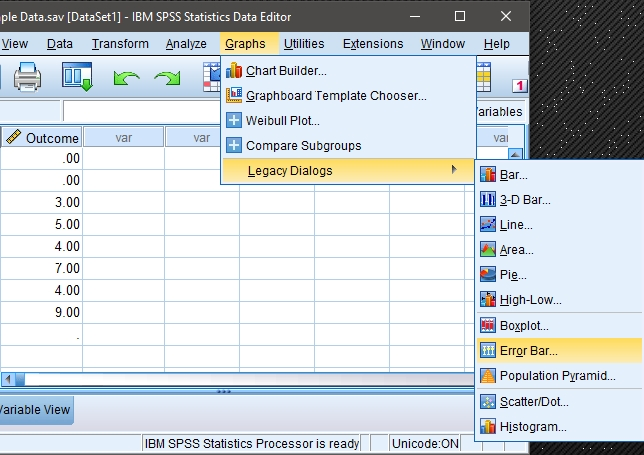 ple Data.sav [DataSet1] - IBM SPSS Statistics Data Editor
View Data Transform Analyze Graphs Utilities Extensions Window Help
Chart Builder...
Graphboard Template Chooser...
Weibull Plot...
Compare Subgroups
Legacy Dialogs
1
ariables
Outcome var var var
.00
.00
3.00
5.00
4.00
7.00
4.00
9.00
.
Bar...
3-D Bar...
Line...
Area...
Pie...
High-Low...
Boxplot...
Error Bar...
Population Pyramid...
Scatter/Dot...
Histogram...
Variable View
IBM SPSS Statistics Processor is ready Unicode:ON